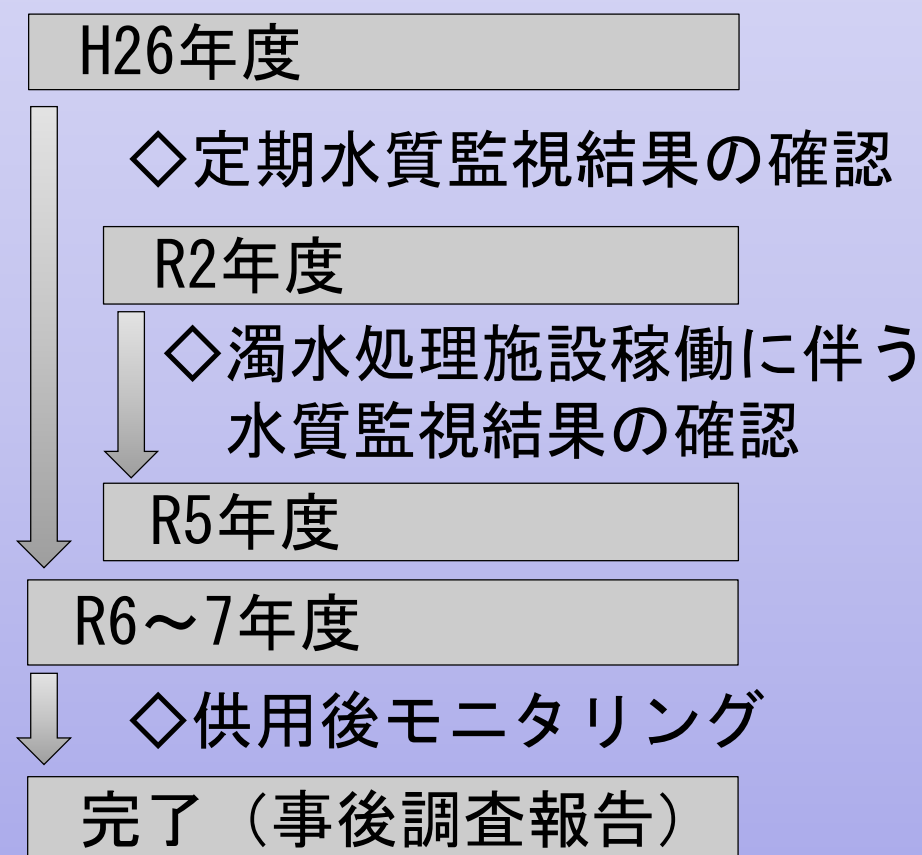 H26年度
◇定期水質監視結果の確認
R2年度
◇濁水処理施設稼働に伴う
水質監視結果の確認
R5年度
R6～7年度
◇供用後モニタリング
完了（事後調査報告）